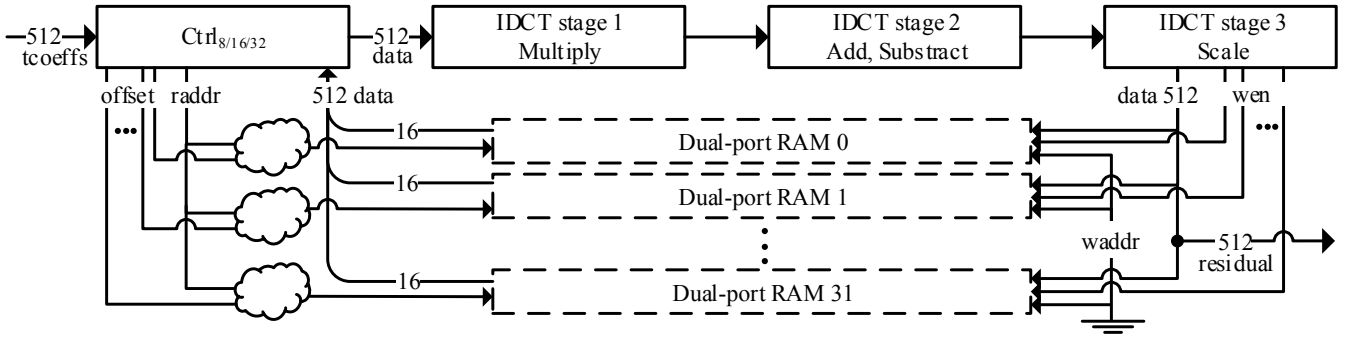 512
tcoeffs
Ctrl8/16/32
512
data
IDCT stage 1
Multiply
IDCT stage 2
Add, Substract
IDCT stage 3
Scale
offset
raddr
512 data
data 512
wen
...
...
16
Dual-port RAM 0
16
Dual-port RAM 1
waddr
512
residual
16
Dual-port RAM 31